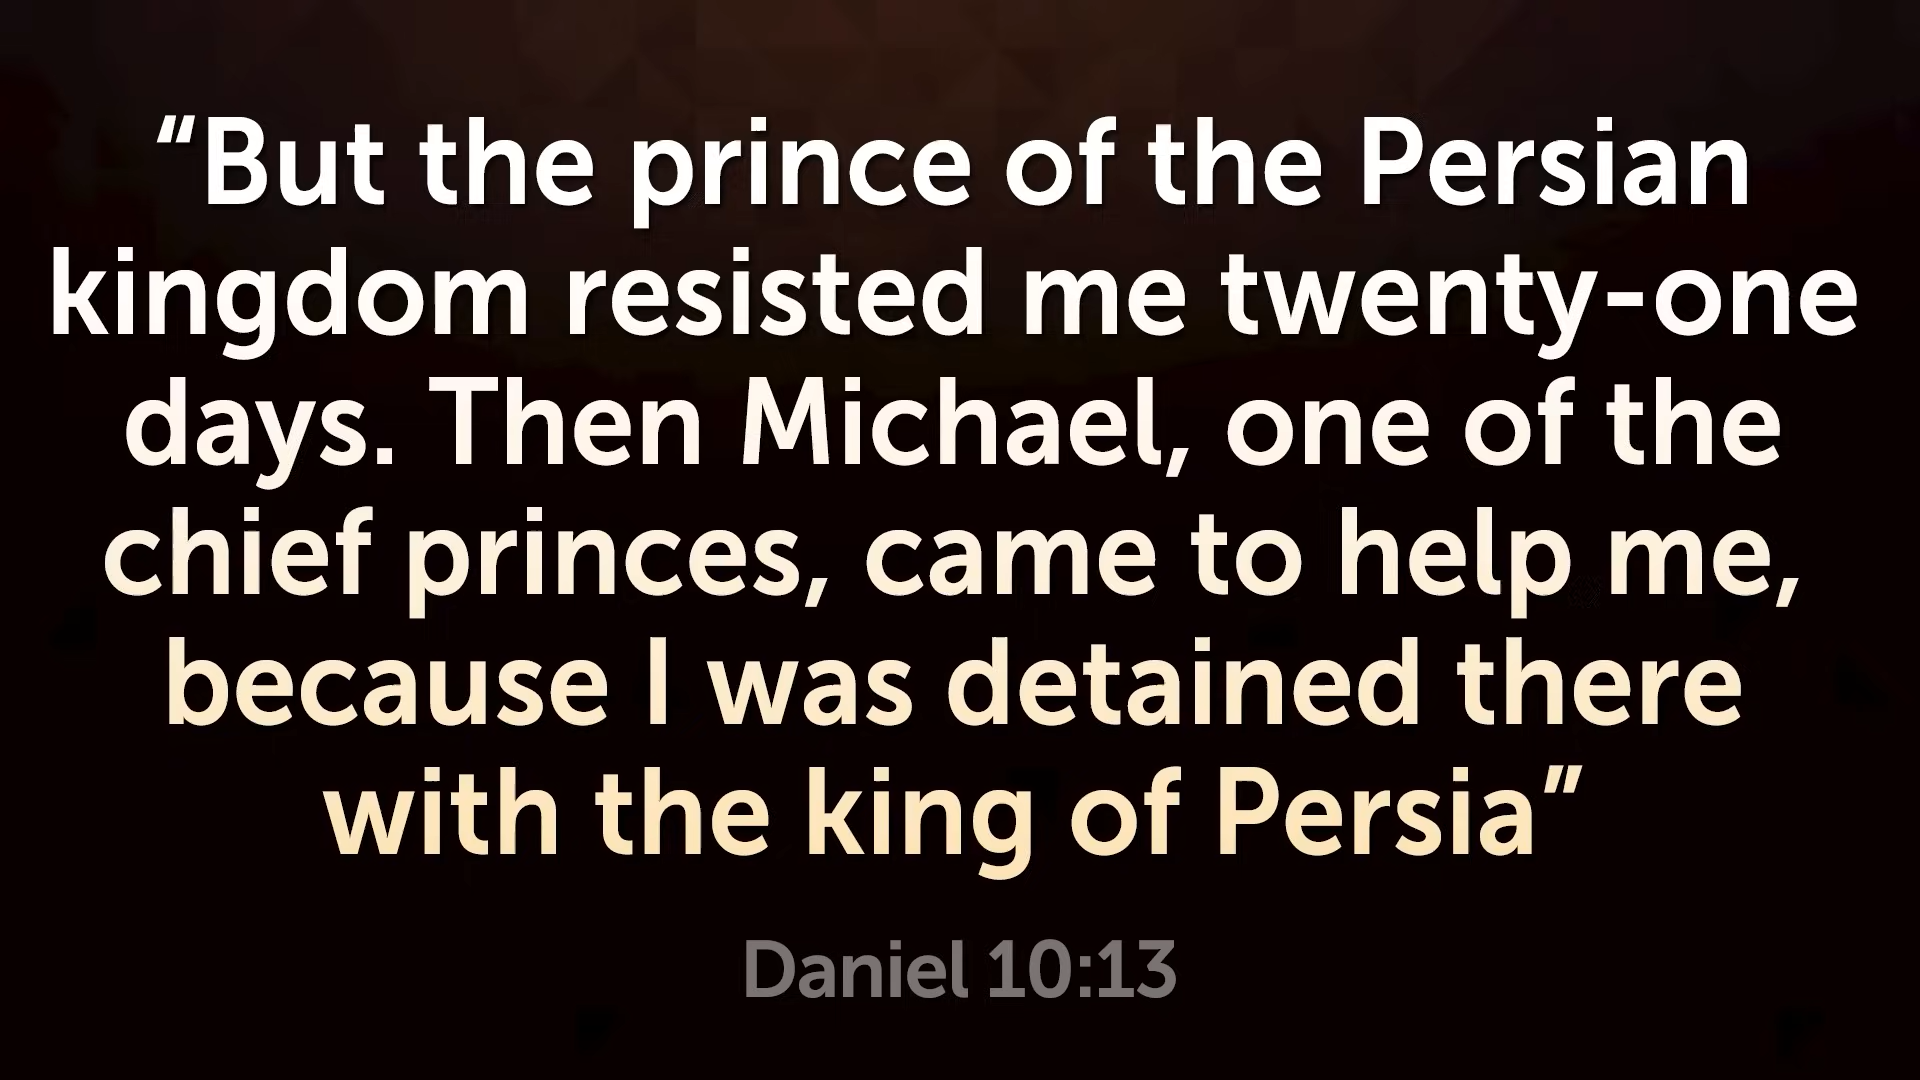 “But the prince of the Persian
kingdom resisted me twenty-one
days. Then Michael, one of the
chief princes, came to help me,
because I was detained there
with the king of Persia”
Daniel 10:13